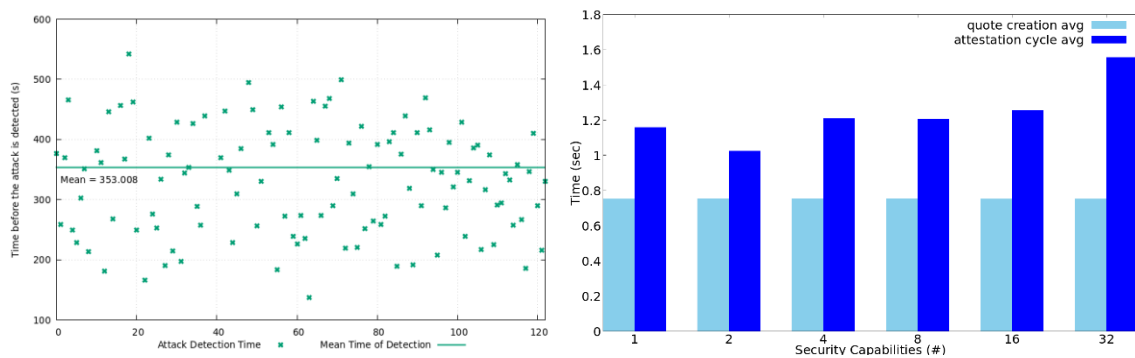 600
500
400
300
200
100
Time before the attack is detected (s)
Mean = 353.008
0 20 40 60 80 100 120
Attack Detection Time Mean Time of Detection
1.8
1.6
1.4
1.2
1
0.8
0.6
0.4
0.2
0
Time (sec)
quote creation avg
attestation cycle avg
1 2 4 8 16 32
Security Capabilities (#)